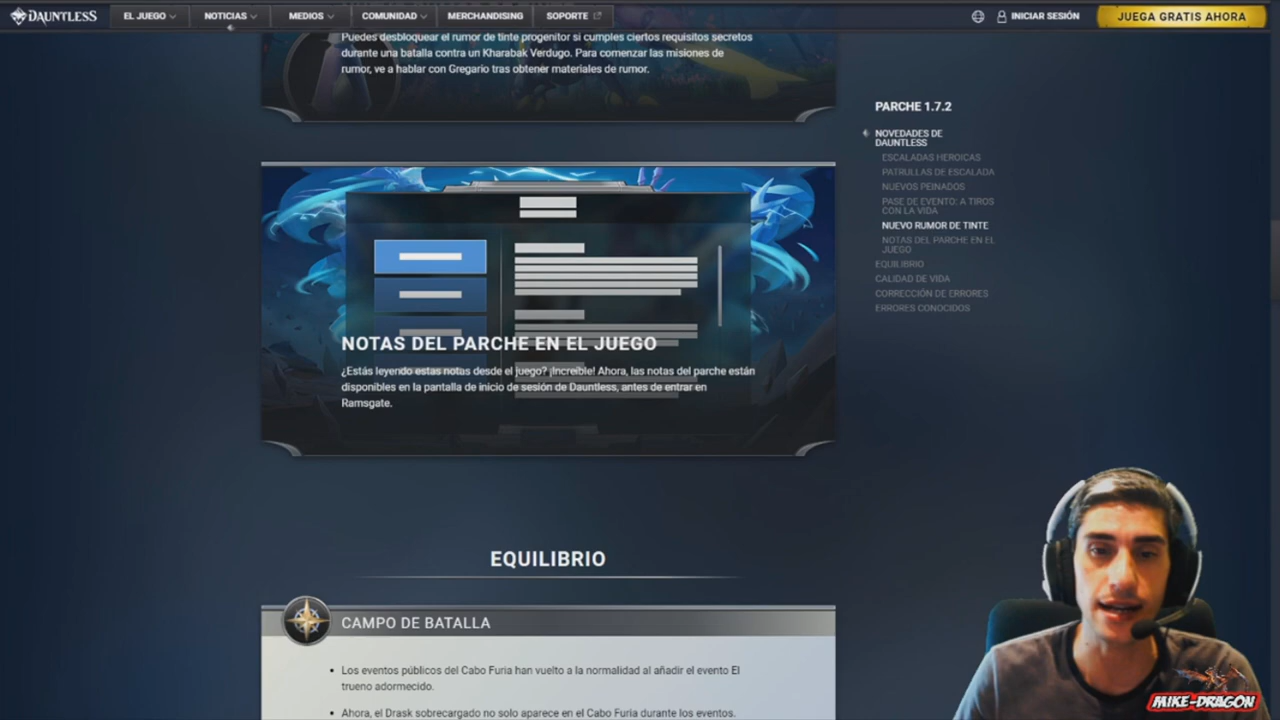 DAUNTLESS
EL JUEGO
NOTICIAS
MEDIOS
COMUNIDAD
MERCHANDISING
SOPORTE
INICIAR SESIÓN
JUEGA GRATIS AHORA
Puedes desbloquear el rumor de tinte progenitor si cumples ciertos requisitos secretos
durante una batalla contra un Kharabak Verdugo. Para comenzar las misiones de
rumor, ve a hablar con Gregario tras obtener materiales de rumor.
NOTAS DEL PARCHE EN EL JUEGO
¿Estás leyendo estas notas desde el juego? ¡Increíble! Ahora, las notas del parche están
disponibles en la pantalla de inicio de sesión de Dauntless, antes de entrar en
Ramsgate.
EQUILIBRIO
CAMPO DE BATALLA
• Los eventos públicos del Cabo Furia han vuelto a la normalidad al añadir el evento El
trueno adormecido.
• Ahora, el Drask sobrecargado no solo aparece en el Cabo Furia durante los eventos.
PARCHE 1.7.2
NOVEDADES DE
DAUNTLESS
ESCALADAS HEROICAS
PATRULLAS DE ESCALADA
NUEVOS PEINADOS
PASE DE EVENTO: A TIROS
CON LA VIDA
NUEVO RUMOR DE TINTE
NOTAS DEL PARCHE EN EL
JUEGO
EQUILIBRIO
CALIDAD DE VIDA
CORRECCIÓN DE ERRORES
ERRORES CONOCIDOS
MIKE-DRAGON